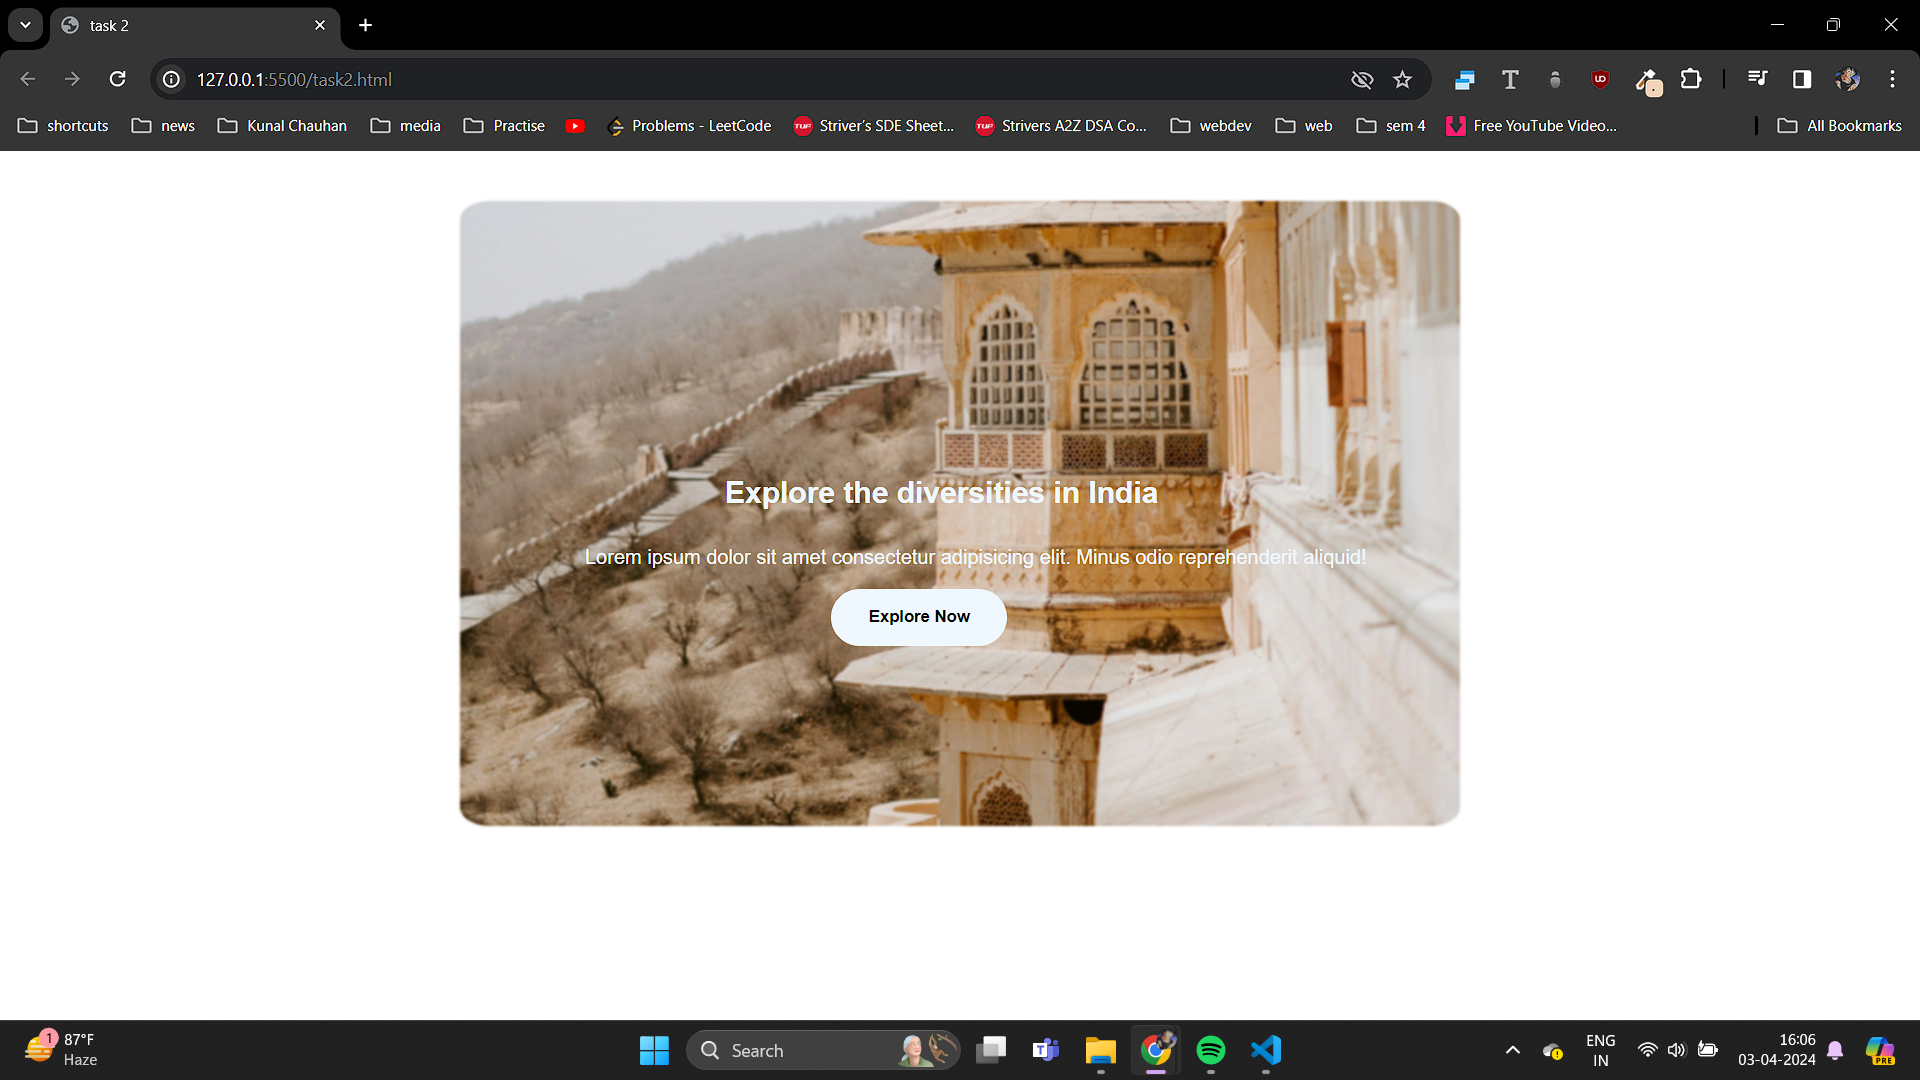 task 2
127.0.0.1:5500/task2.html
shortcuts news Kunal Chauhan media Practise Problems - LeetCode Striver's SDE Sheet... Strivers A2Z DSA Co... webdev web sem 4 Free YouTube Video... All Bookmarks
Explore the diversities in India
Lorem ipsum dolor sit amet consectetur adipisicing elit. Minus odio reprehenderit aliquid!
Explore Now
1 87°F
Haze
Search
ENG
IN
16:06
03-04-2024
PRE